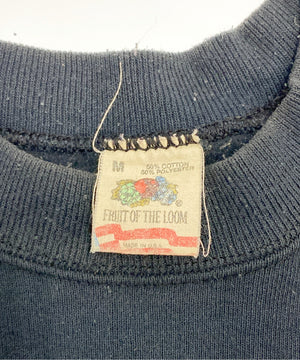 M
50% COTTON
50% POLYESTER
®
FRUIT OF THE LOOM
MADE IN U.S.A.